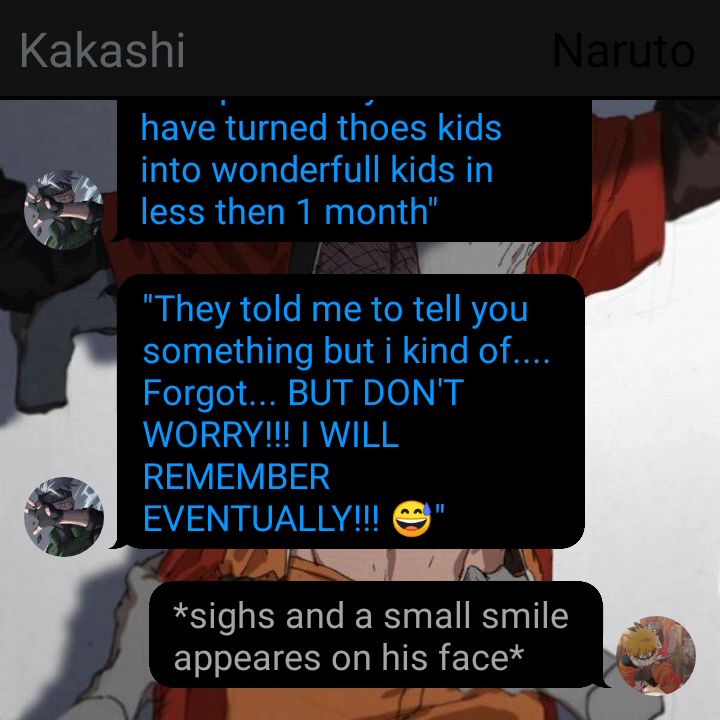 Kakashi
Naruto
have turned thoes kids
into wonderfull kids in
less then 1 month"
"They told me to tell you
something but i kind of....
Forgot... BUT DON'T
WORRY!!! I WILL
REMEMBER
EVENTUALLY!!! 😅"
*sighs and a small smile
appeares on his face*